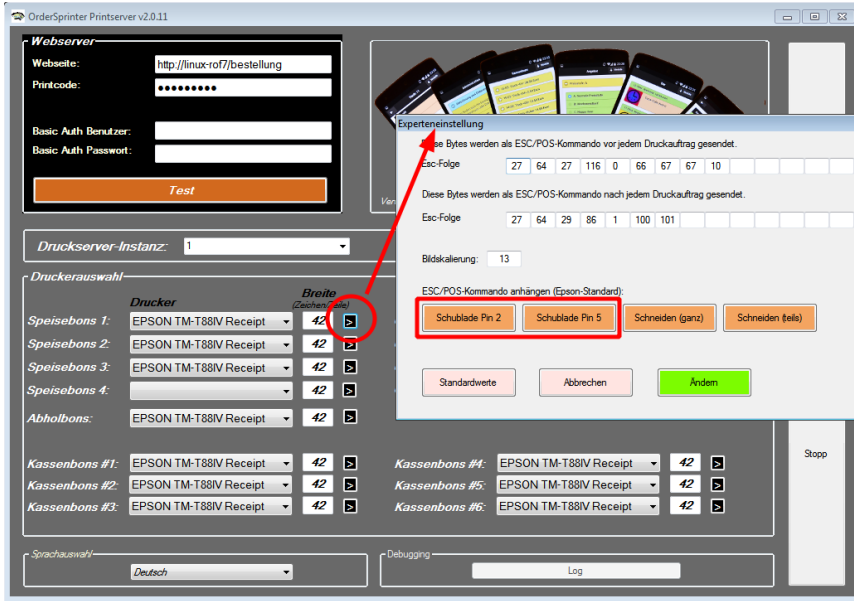 OrderSprinter Printserver v2.0.11
Webserver
Webseite: http://linux-rof7/bestellung
Printcode: ●●●●●●●●●
Basic Auth Benutzer:
Basic Auth Passwort:
Test
Ver
Druckserver-Instanz: 1
Druckerauswahl
Drucker Breite
(Zeichen/Zeile)
Speisebons 1: EPSON TM-T88IV Receipt 42 >
Speisebons 2: EPSON TM-T88IV Receipt 42 >
Speisebons 3: EPSON TM-T88IV Receipt 42 >
Speisebons 4: 42 >
Abholbons: EPSON TM-T88IV Receipt 42 >
Kassenbons #1: EPSON TM-T88IV Receipt 42 >
Kassenbons #2: EPSON TM-T88IV Receipt 42 >
Kassenbons #3: EPSON TM-T88IV Receipt 42 >
Kassenbons #4: EPSON TM-T88IV Receipt 42 >
Kassenbons #5: EPSON TM-T88IV Receipt 42 >
Kassenbons #6: EPSON TM-T88IV Receipt 42 >
Experteneinstellung
Diese Bytes werden als ESC/POS-Kommando vor jedem Druckauftrag gesendet.
Esc-Folge 27 64 27 116 0 66 67 67 10
Diese Bytes werden als ESC/POS-Kommando nach jedem Druckauftrag gesendet.
Esc-Folge 27 64 29 86 1 100 101
Bildskalierung: 13
ESC/POS-Kommando anhängen (Epson-Standard):
Schublade Pin 2 Schublade Pin 5 Schneiden (ganz) Schneiden (teils)
Standardwerte Abbrechen Ändern
Stopp
Sprachauswahl
Deutsch
Debugging
Log